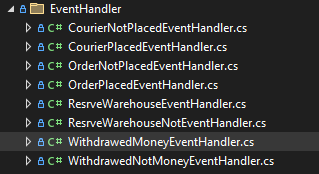 EventHandler
C# CourierNotPlacedEventHandler.cs
C# CourierPlacedEventHandler.cs
C# OrderNotPlacedEventHandler.cs
C# OrderPlacedEventHandler.cs
C# ResrveWarehouseEventHandler.cs
C# ResrveWarehouseNotEventHandler.cs
C# WithdrawedMoneyEventHandler.cs
C# WithdrawedNotMoneyEventHandler.cs